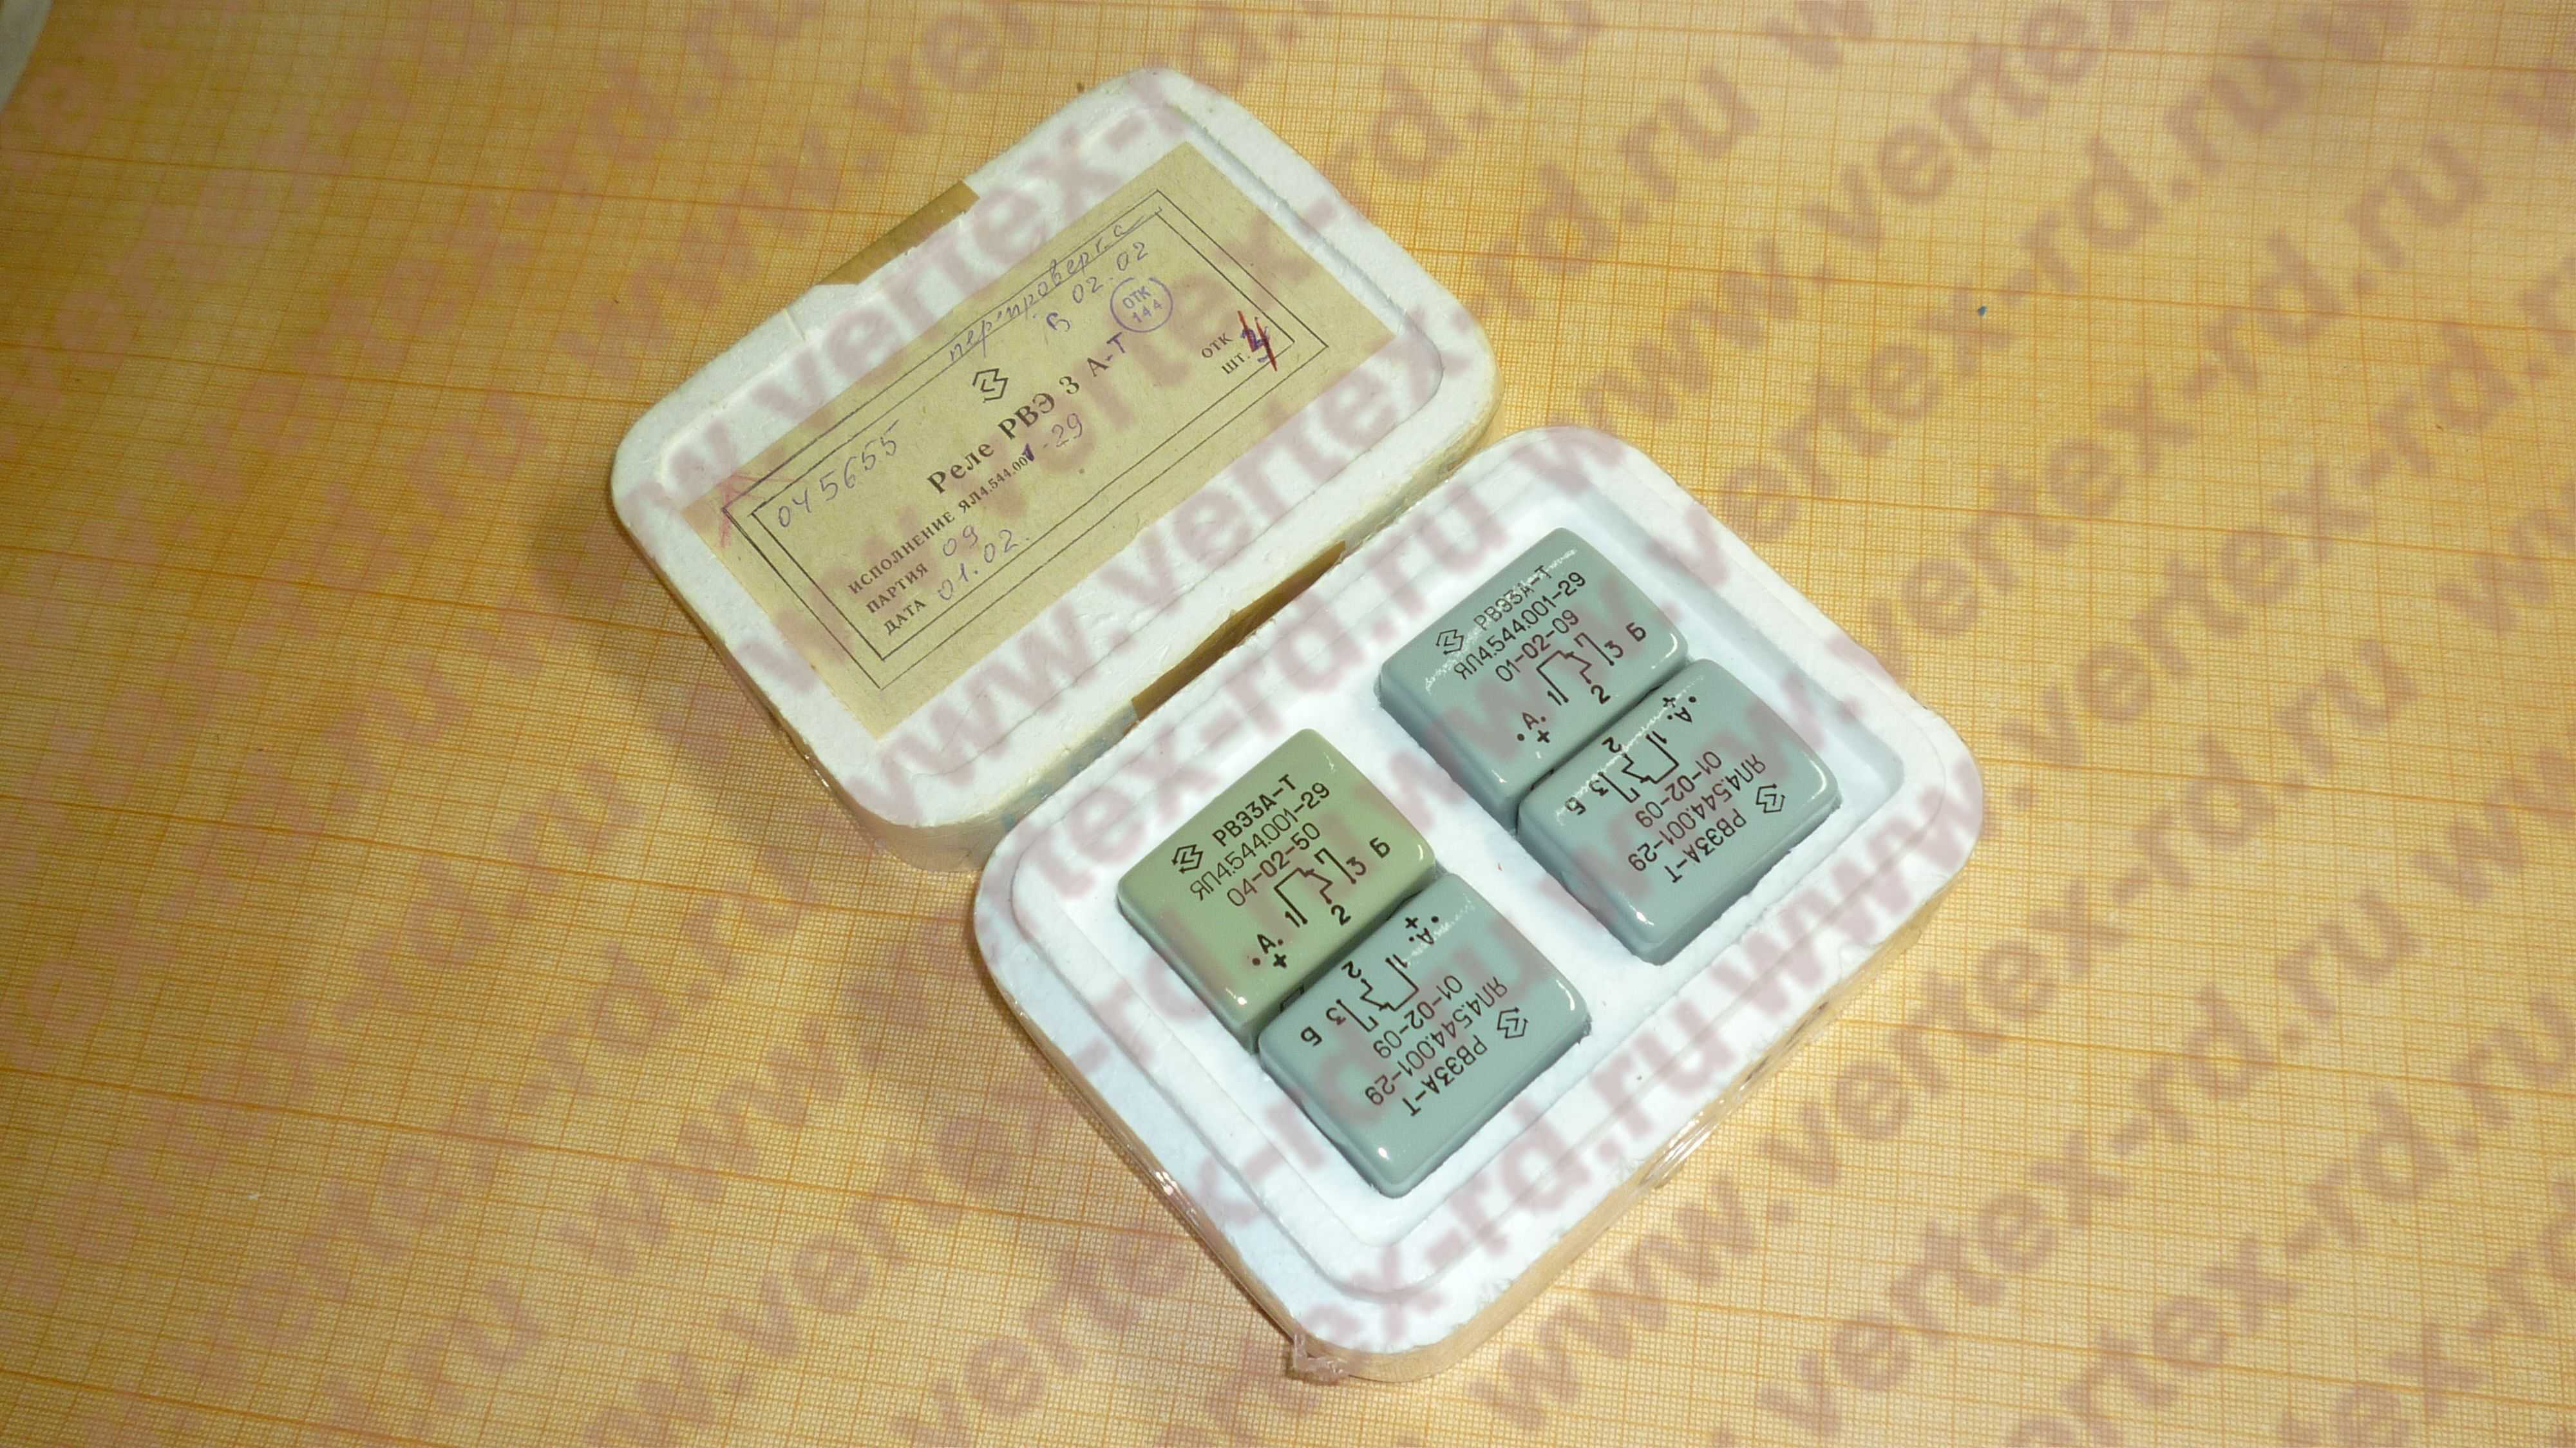 перепроверка
В 02.02
ОТК
144
045655
Реле РВЭ 3 А-Т
ИСПОЛНЕНИЕ ЯЛ4.544.001-29
ПАРТИЯ 09
ДАТА 01.02.
ОТК
ШТ.
РВЭ3А-Т
ЯЛ4.544.001-29
01-02-09
1 2 3 Б
А.
+
РВЭ3А-Т
ЯЛ4.544.001-29
01-02-09
1 2 3 Б
А.
+
РВЭ3А-Т
ЯЛ4.544.001-29
04-02-50
1 2 3 Б
А.
+
РВЭ3А-Т
ЯЛ4.544.001-29
01-02-09
1 2 3 Б
А.
+
www.vertex-rd.ru